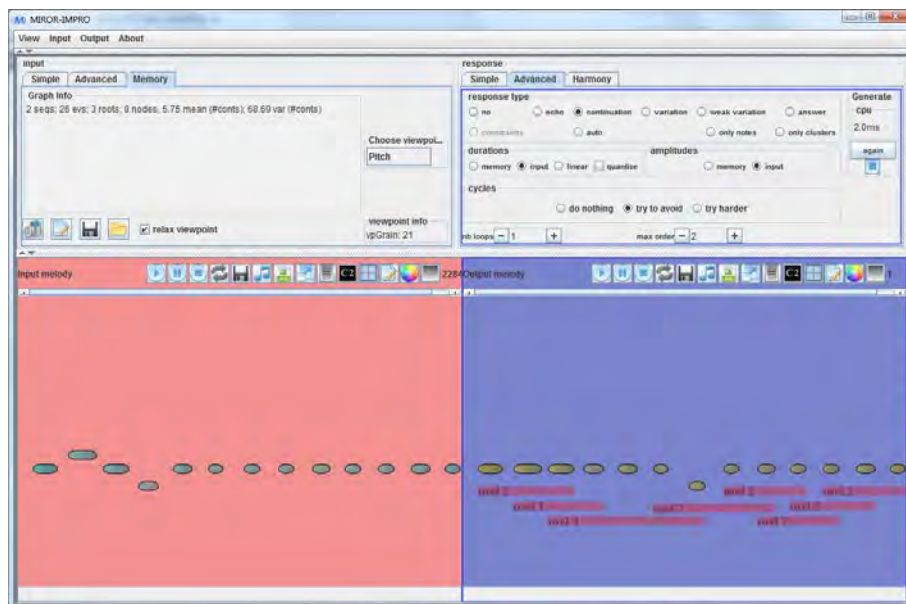 MIROR-IMPRO
View Input Output About
input
Simple Advanced Memory
Graph Info
2 seqs; 26 evs; 3 roots; 8 nodes, 5.75 mean (#conts); 68.69 var (#conts)
Choose viewpoi...
Pitch
relax viewpoint
viewpoint info
vpGrain: 21
response
Simple Advanced Harmony
response type
no echo continuation variation weak variation answer
constraints auto only notes only clusters
durations
memory input linear quantise
amplitudes
memory input
cycles
do nothing try to avoid try harder
nb loops 1
max order 2
Generate
cpu
2.0ms
again
Input melody
C2
2284
Output melody
C2
1